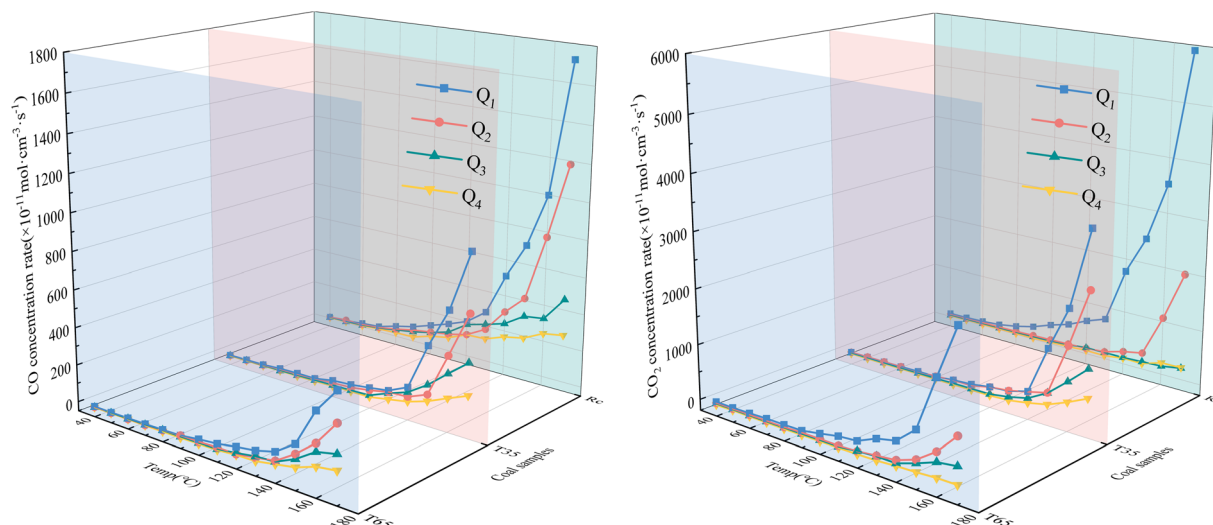 CO concentration rate(×10⁻¹¹mol·cm⁻³·s⁻¹)
1800
1600
1400
1200
1000
800
600
400
200
0
40
60
80
100
120
140
160
180
Temp(°C)
T65
T35
Rc
Coal samples
Q₁
Q₂
Q₃
Q₄
CO₂ concentration rate(×10⁻¹¹mol·cm⁻³·s⁻¹)
6000
5000
4000
3000
2000
1000
0
40
60
80
100
120
140
160
180
Temp(°C)
T65
T35
Coal samples
Q₁
Q₂
Q₃
Q₄